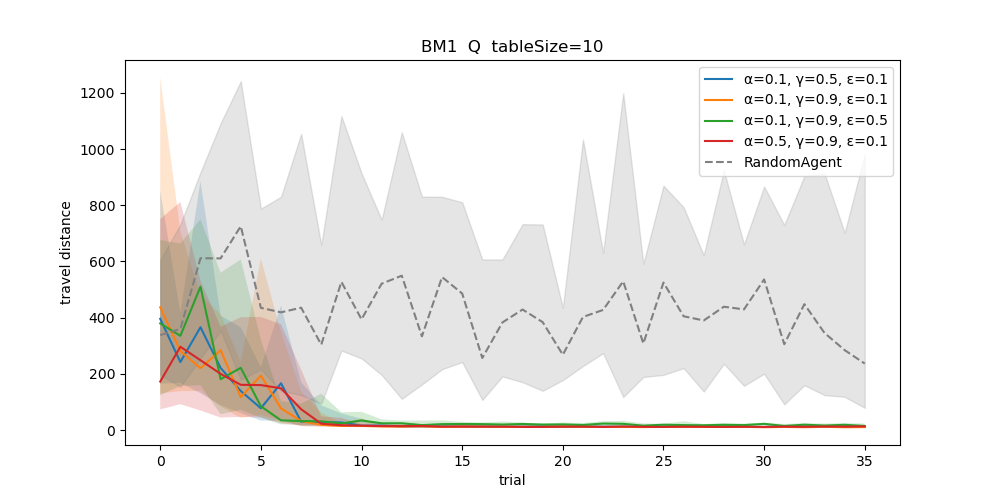 BM1  Q  tableSize=10
α=0.1, γ=0.5, ε=0.1
α=0.1, γ=0.9, ε=0.1
α=0.1, γ=0.9, ε=0.5
α=0.5, γ=0.9, ε=0.1
RandomAgent
travel distance
1200
1000
800
600
400
200
0
0 5 10 15 20 25 30 35
trial